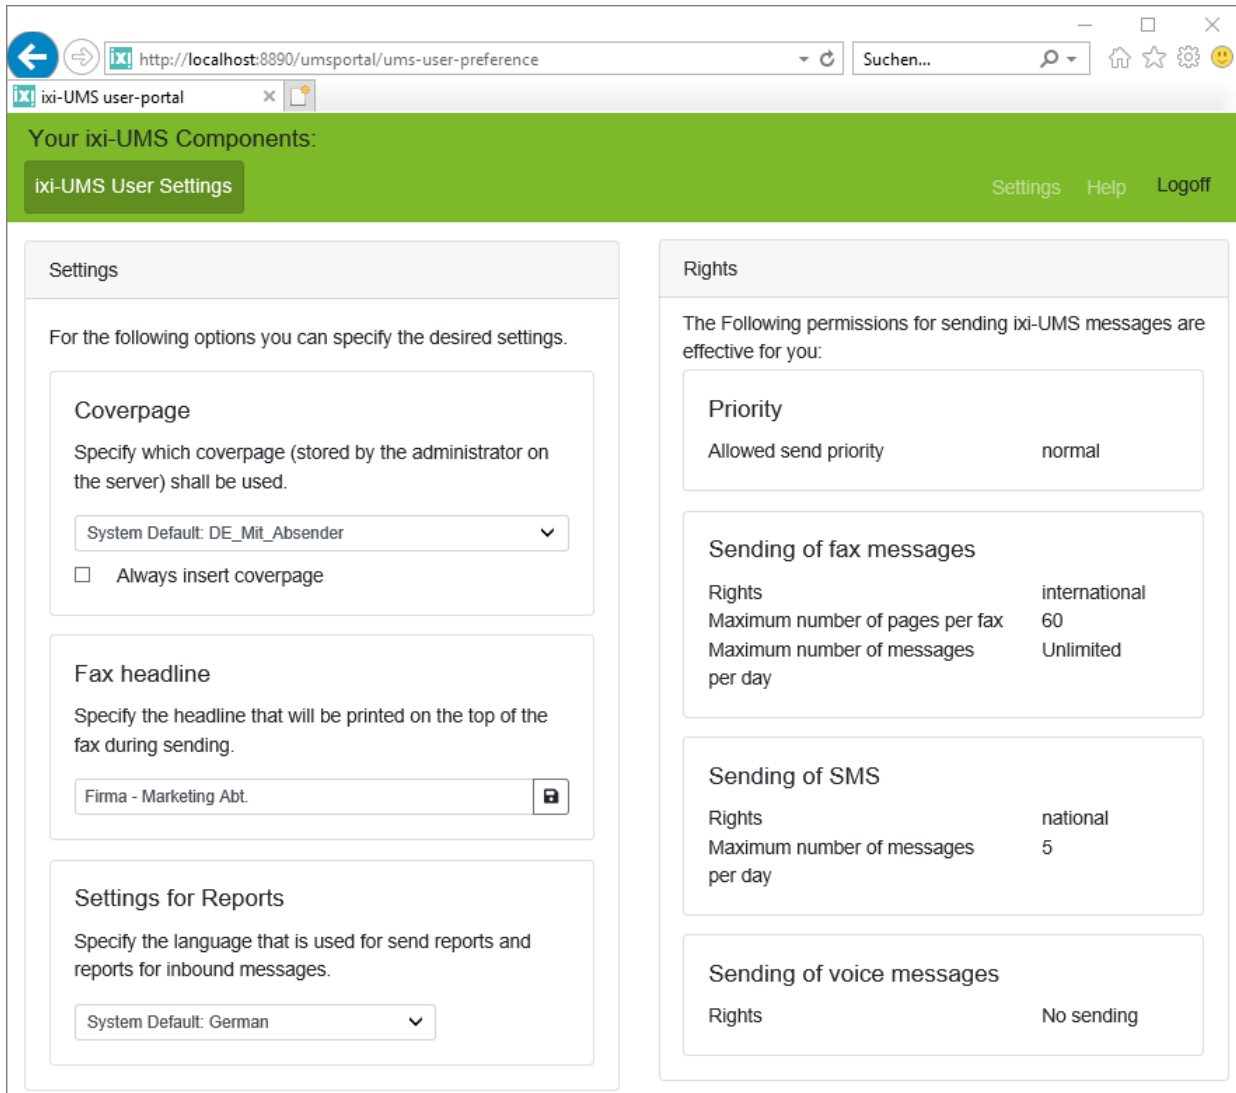 http://localhost:8890/umsportal/ums-user-preference
Suchen...
ixi-UMS user-portal
Your ixi-UMS Components:
ixi-UMS User Settings
Settings Help Logoff
Settings
For the following options you can specify the desired settings.
Coverpage
Specify which coverpage (stored by the administrator on
the server) shall be used.
System Default: DE_Mit_Absender
Always insert coverpage
Fax headline
Specify the headline that will be printed on the top of the
fax during sending.
Firma - Marketing Abt.
Settings for Reports
Specify the language that is used for send reports and
reports for inbound messages.
System Default: German
Rights
The Following permissions for sending ixi-UMS messages are
effective for you:
Priority
Allowed send priority normal
Sending of fax messages
Rights international
Maximum number of pages per fax 60
Maximum number of messages Unlimited
per day
Sending of SMS
Rights national
Maximum number of messages 5
per day
Sending of voice messages
Rights No sending